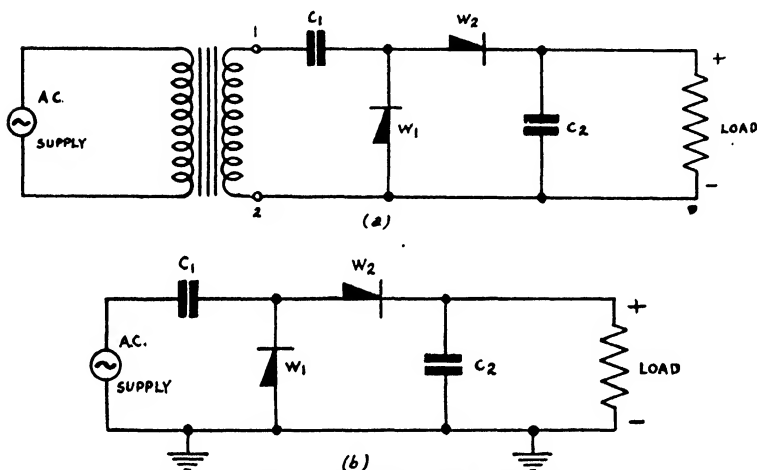 1
C1
W2
A.C.
SUPPLY
W1
C2
+
LOAD
-
2
(a)
C1
W2
A.C.
SUPPLY
W1
C2
+
LOAD
-
(b)